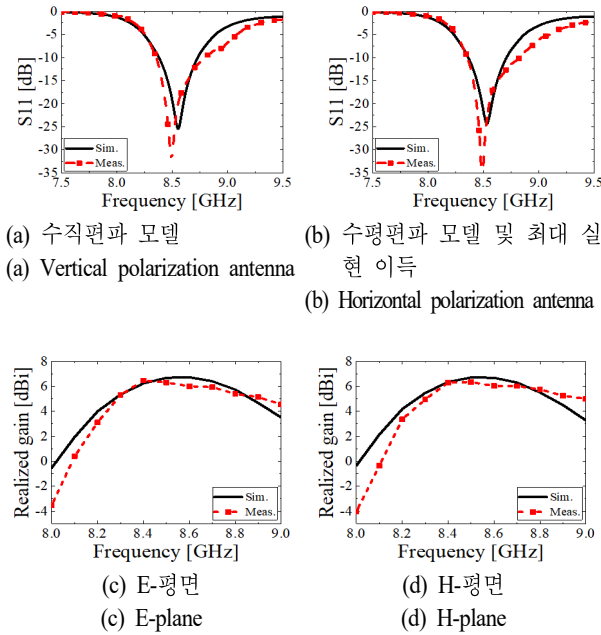 0
-5
-10
-15
-20
-25
-30
-35
S11 [dB]
Sim.
Meas.
7.5 8.0 8.5 9.0 9.5
Frequency [GHz]
0
-5
-10
-15
-20
-25
-30
-35
S11 [dB]
Sim.
Meas.
7.5 8.0 8.5 9.0 9.5
Frequency [GHz]
(a) 수직편파 모델
(a) Vertical polarization antenna
(b) 수평편파 모델 및 최대 실
현 이득
(b) Horizontal polarization antenna
8
6
4
2
0
-2
-4
Realized gain [dBi]
Sim.
Meas.
8.0 8.2 8.4 8.6 8.8 9.0
Frequency [GHz]
8
6
4
2
0
-2
-4
Realized gain [dBi]
Sim.
Meas.
8.0 8.2 8.4 8.6 8.8 9.0
Frequency [GHz]
(c) E-평면
(c) E-plane
(d) H-평면
(d) H-plane